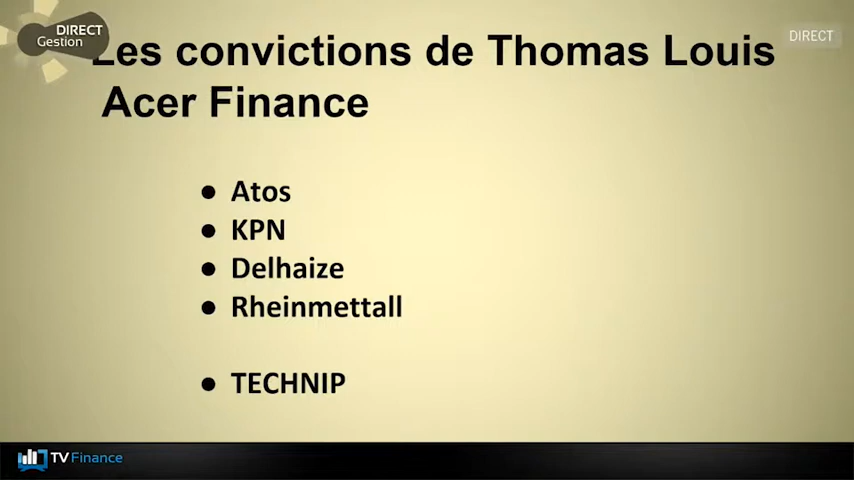 DIRECT
Gestion
DIRECT
Les convictions de Thomas Louis
Acer Finance
● Atos
● KPN
● Delhaize
● Rheinmettall
● TECHNIP
TV Finance